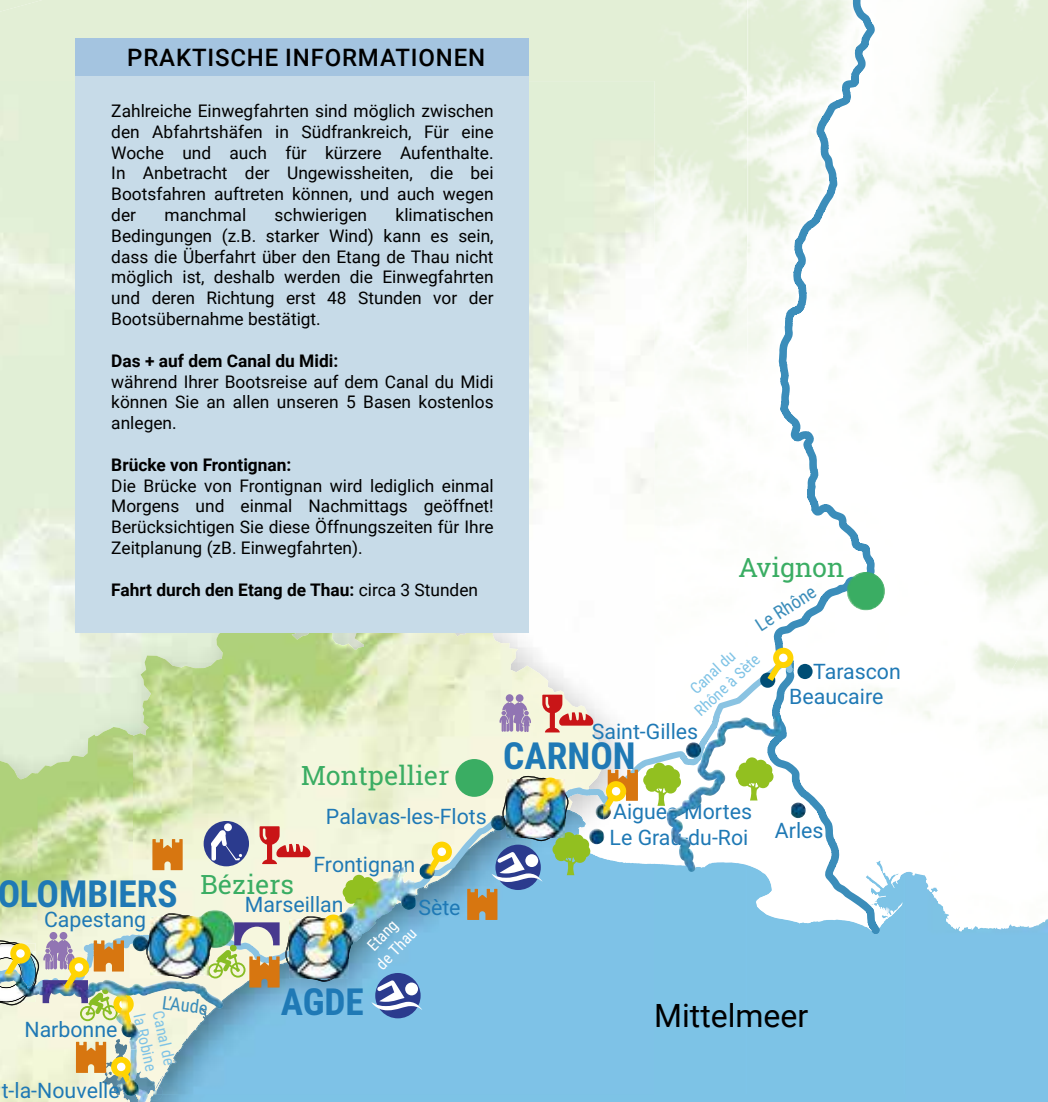 PRAKTISCHE INFORMATIONEN
Zahlreiche Einwegfahrten sind möglich zwischen
den Abfahrtshäfen in Südfrankreich, Für eine
Woche und auch für kürzere Aufenthalte.
In Anbetracht der Ungewissheiten, die bei
Bootsfahren auftreten können, und auch wegen
der manchmal schwierigen klimatischen
Bedingungen (z.B. starker Wind) kann es sein,
dass die Überfahrt über den Etang de Thau nicht
möglich ist, deshalb werden die Einwegfahrten
und deren Richtung erst 48 Stunden vor der
Bootsübernahme bestätigt.
Das + auf dem Canal du Midi:
während Ihrer Bootsreise auf dem Canal du Midi
können Sie an allen unseren 5 Basen kostenlos
anlegen.
Brücke von Frontignan:
Die Brücke von Frontignan wird lediglich einmal
Morgens und einmal Nachmittags geöffnet!
Berücksichtigen Sie diese Öffnungszeiten für Ihre
Zeitplanung (zB. Einwegfahrten).
Fahrt durch den Etang de Thau: circa 3 Stunden
Avignon
Le Rhône
Canal du
Rhône à Sète
Tarascon
Beaucaire
Saint-Gilles
CARNON
Montpellier
Palavas-les-Flots
Aigues-Mortes
Le Grau-du-Roi
Arles
Frontignan
Béziers
OLOMBIERS
Marseillan
Capestang
Sète
Etang
de Thau
AGDE
L'Aude
Narbonne
Canal de
la Robine
t-la-Nouvelle
Mittelmeer